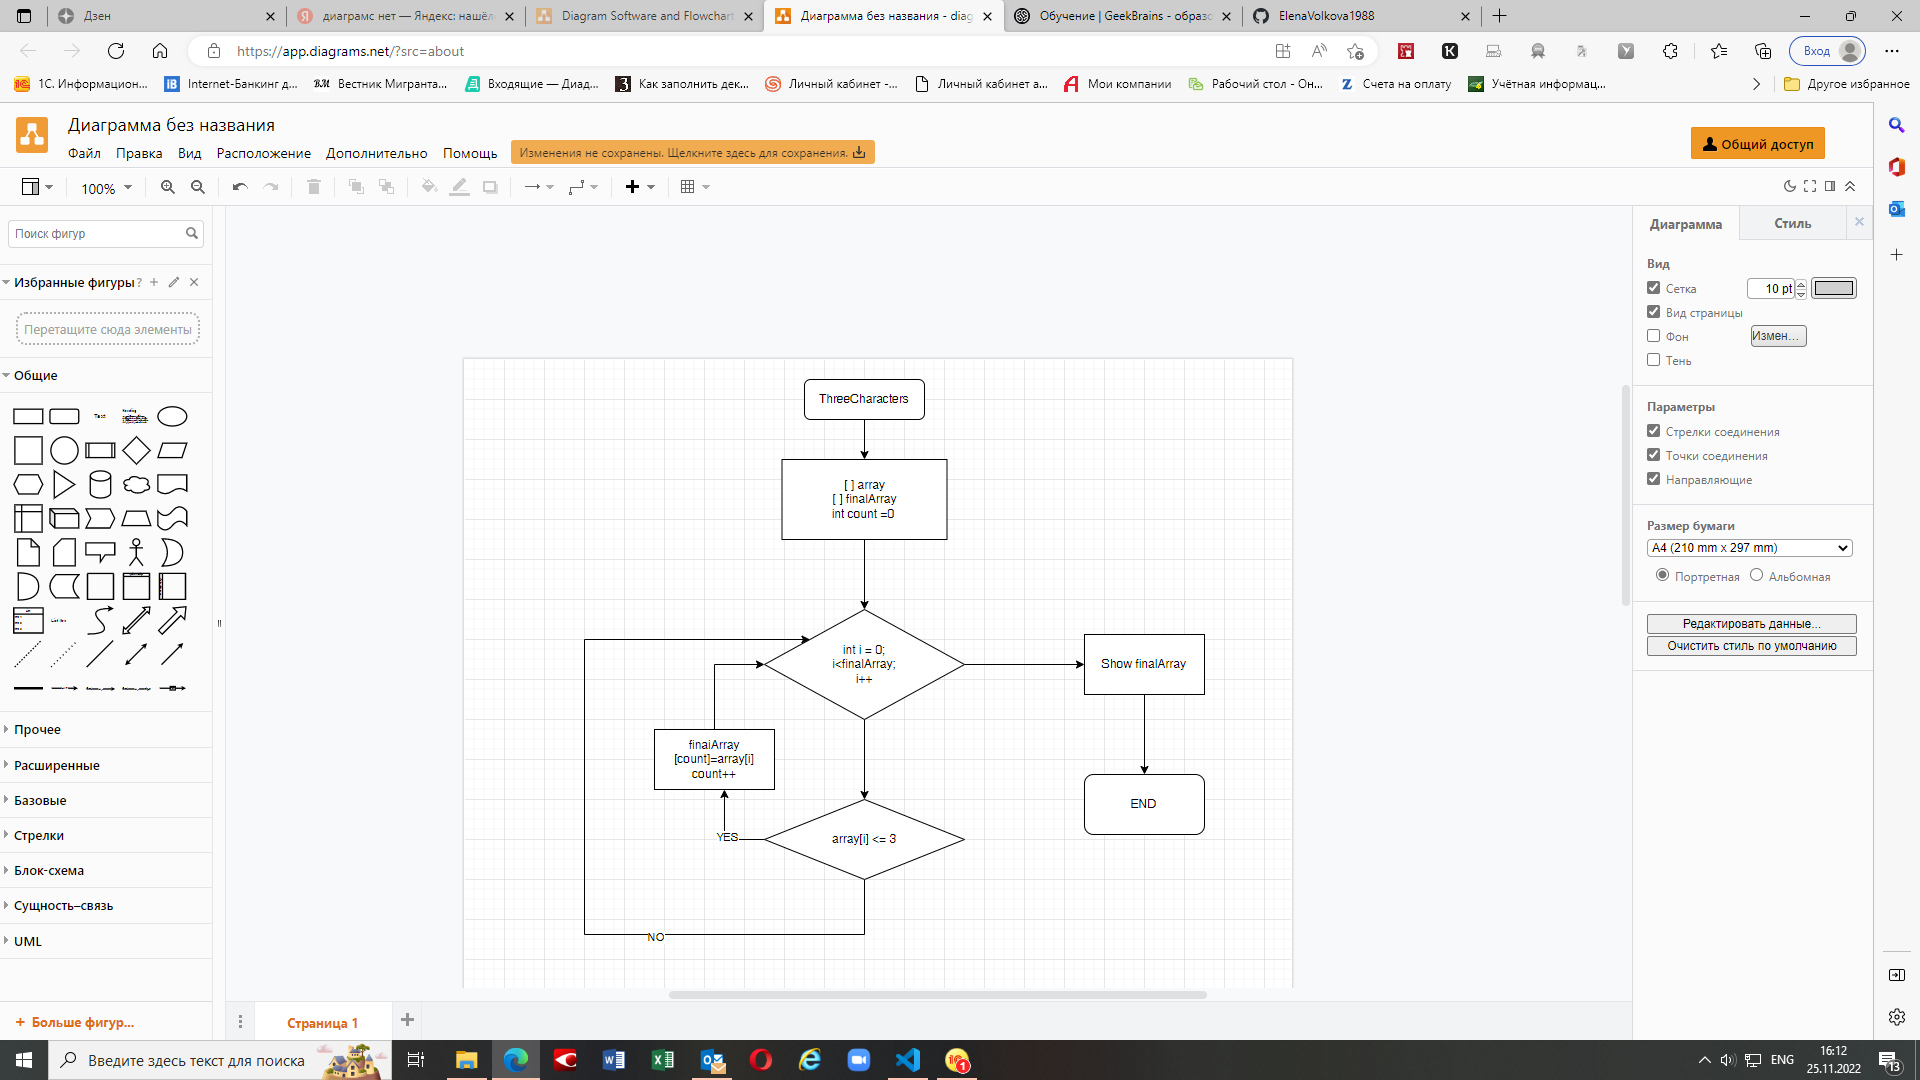 Дзен
диаграмс нет — Яндекс: нашёл
Diagram Software and Flowchart
Диаграмма без названия - diag
Обучение | GeekBrains - образо
ElenaVolkova1988
https://app.diagrams.net/?src=about
Вход
1С. Информацион...
Internet-Банкинг д...
Вестник Мигранта...
Входящие — Диад...
Как заполнить дек...
Личный кабинет -...
Личный кабинет а...
Мои компании
Рабочий стол - Он...
Счета на оплату
Учётная информац...
Другое избранное
Диаграмма без названия
Файл Правка Вид Расположение Дополнительно Помощь
Изменения не сохранены. Щелкните здесь для сохранения.
Общий доступ
100%
Поиск фигур
Избранные фигуры ?
Перетащите сюда элементы
Общие
Text
Heading
List Item
Прочее
Расширенные
Базовые
Стрелки
Блок-схема
Сущность–связь
UML
+ Больше фигур...
ThreeCharacters
[ ] array
[ ] finalArray
int count =0
int i = 0;
i<finalArray;
i++
Show finalArray
finaiArray
[count]=array[i]
count++
END
YES
array[i] <= 3
NO
Страница 1
Диаграмма
Стиль
Вид
Сетка
10 pt
Вид страницы
Фон
Измен...
Тень
Параметры
Стрелки соединения
Точки соединения
Направляющие
Размер бумаги
A4 (210 mm x 297 mm)
Портретная
Альбомная
Редактировать данные...
Очистить стиль по умолчанию
Введите здесь текст для поиска
ENG
16:12
25.11.2022
13